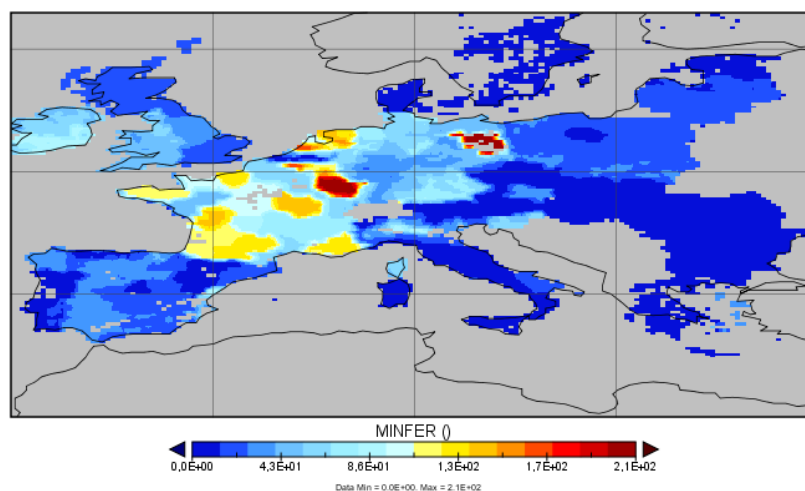 MINFER ()
0,0E+00 4,3E+01 8,6E+01 1,3E+02 1,7E+02 2,1E+02
Data Min = 0.0E+00. Max = 2.1E+02